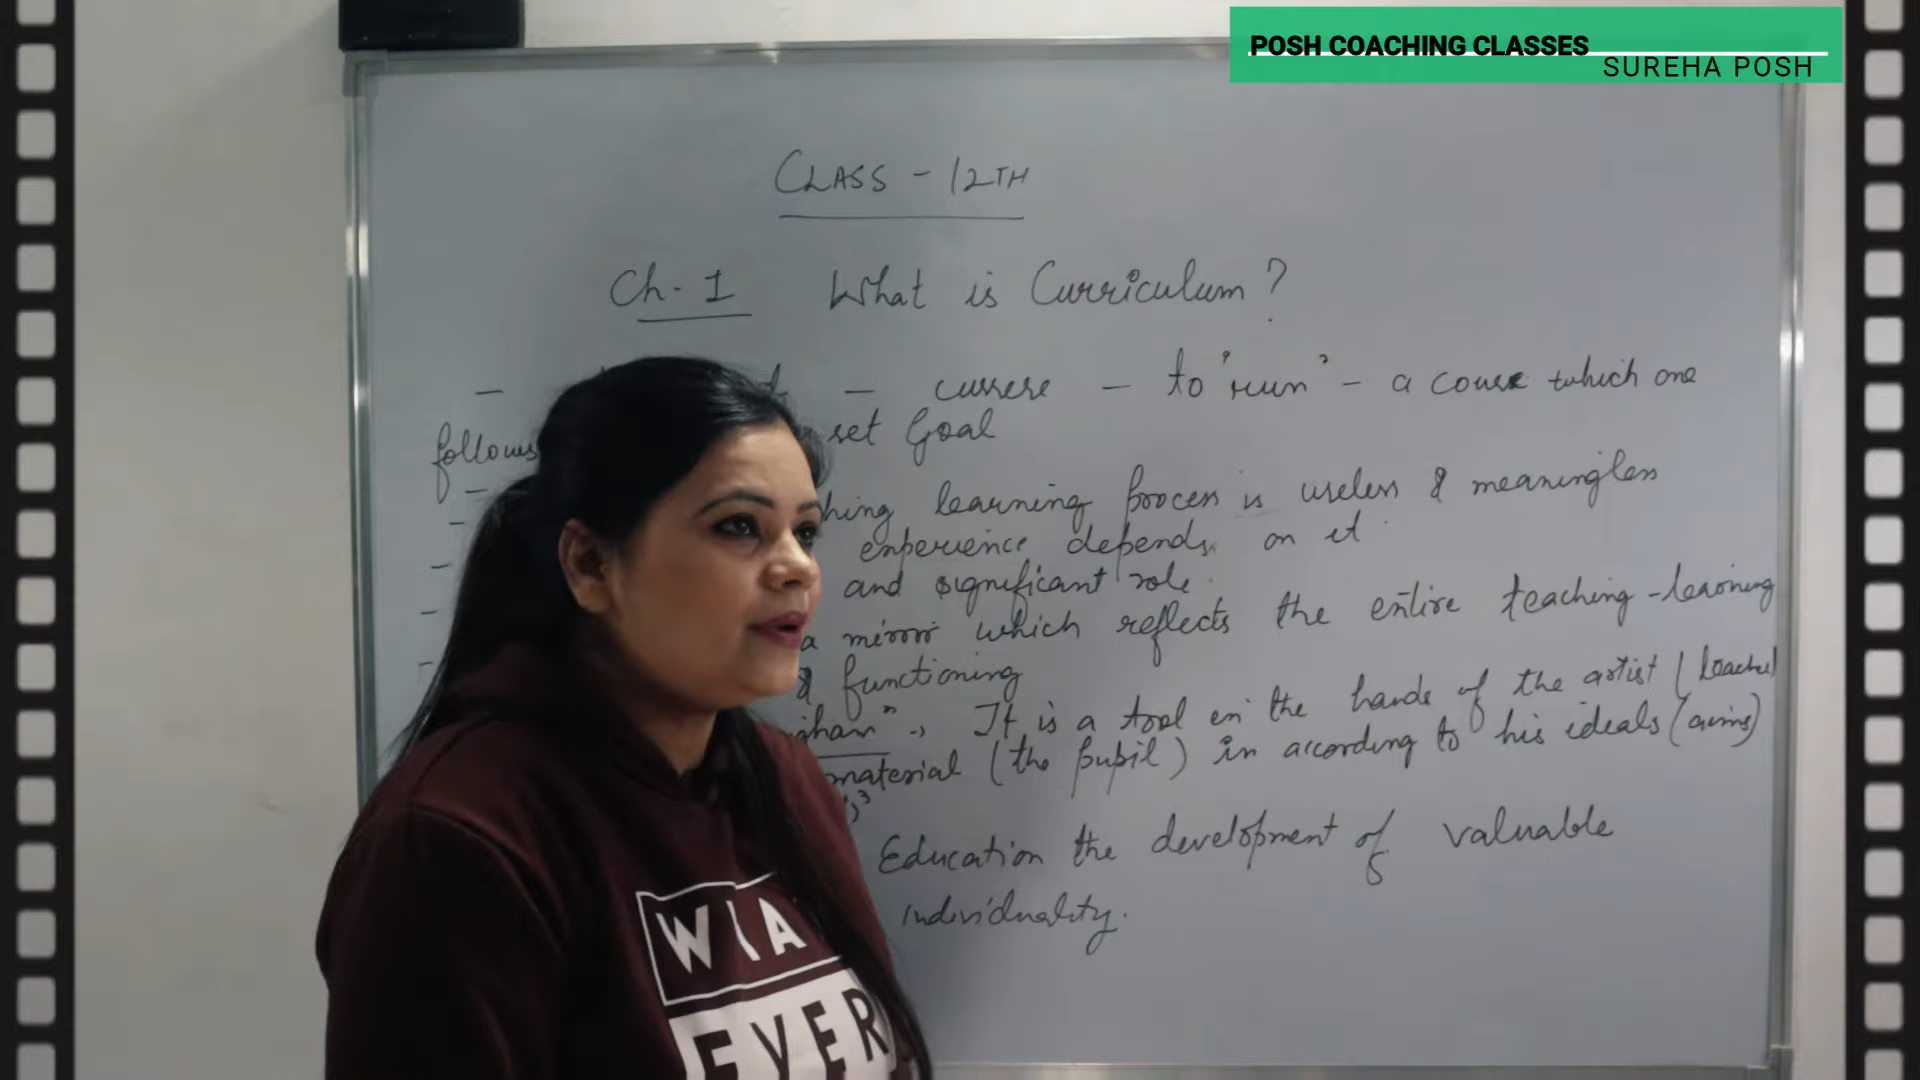 POSH COACHING CLASSES
SUREHA POSH
CLASS - 12TH
Ch. 1 What is Curriculum?
- - currere - to "run" - a course which one
follows set Goal
- hing learning process is useless & meaningless
- experience depends on it
- and significant role.
- a mirror which reflects the entire teaching-learning
- & functioning
It is a tool in the hands of the artist (teacher)
material (the pupil) in according to his ideals (aims)
Education the development of valuable
individuality.
W A
EVER